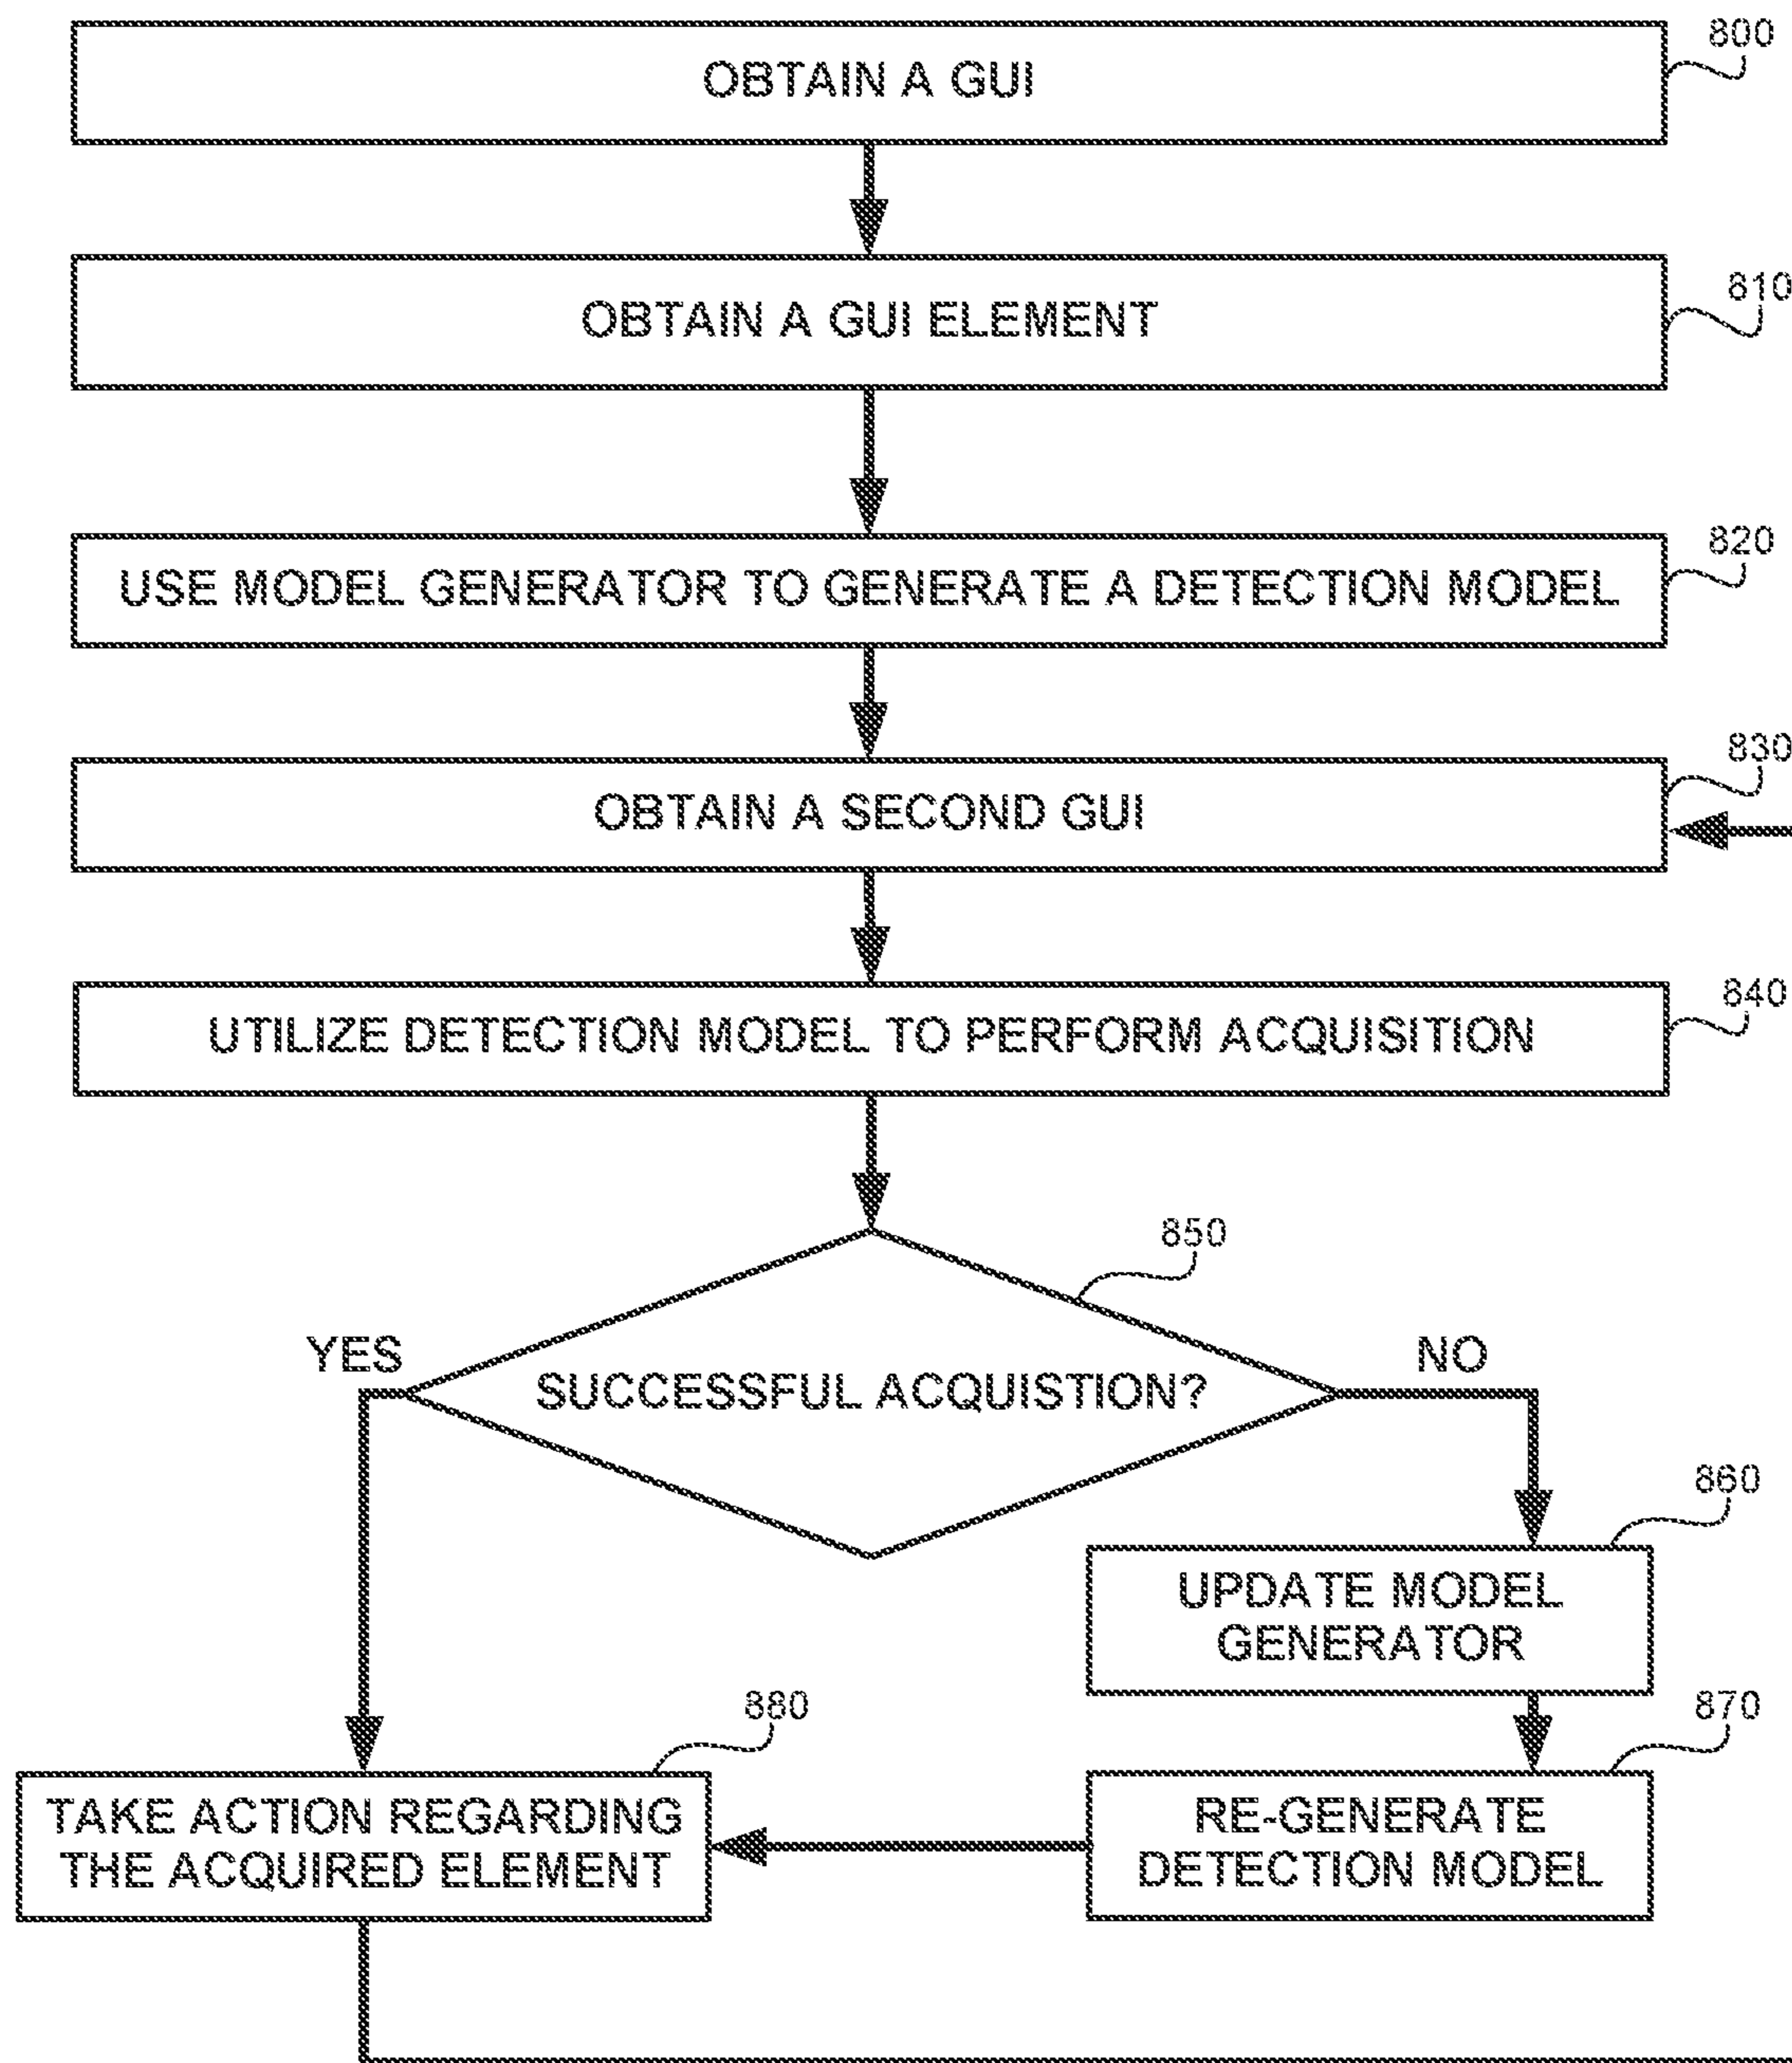 800
OBTAIN A GUI
810
OBTAIN A GUI ELEMENT
820
USE MODEL GENERATOR TO GENERATE A DETECTION MODEL
830
OBTAIN A SECOND GUI
840
UTILIZE DETECTION MODEL TO PERFORM ACQUISITION
850
YES
NO
SUCCESSFUL ACQUISTION?
860
UPDATE MODEL
GENERATOR
880
870
TAKE ACTION REGARDING
THE ACQUIRED ELEMENT
RE-GENERATE
DETECTION MODEL